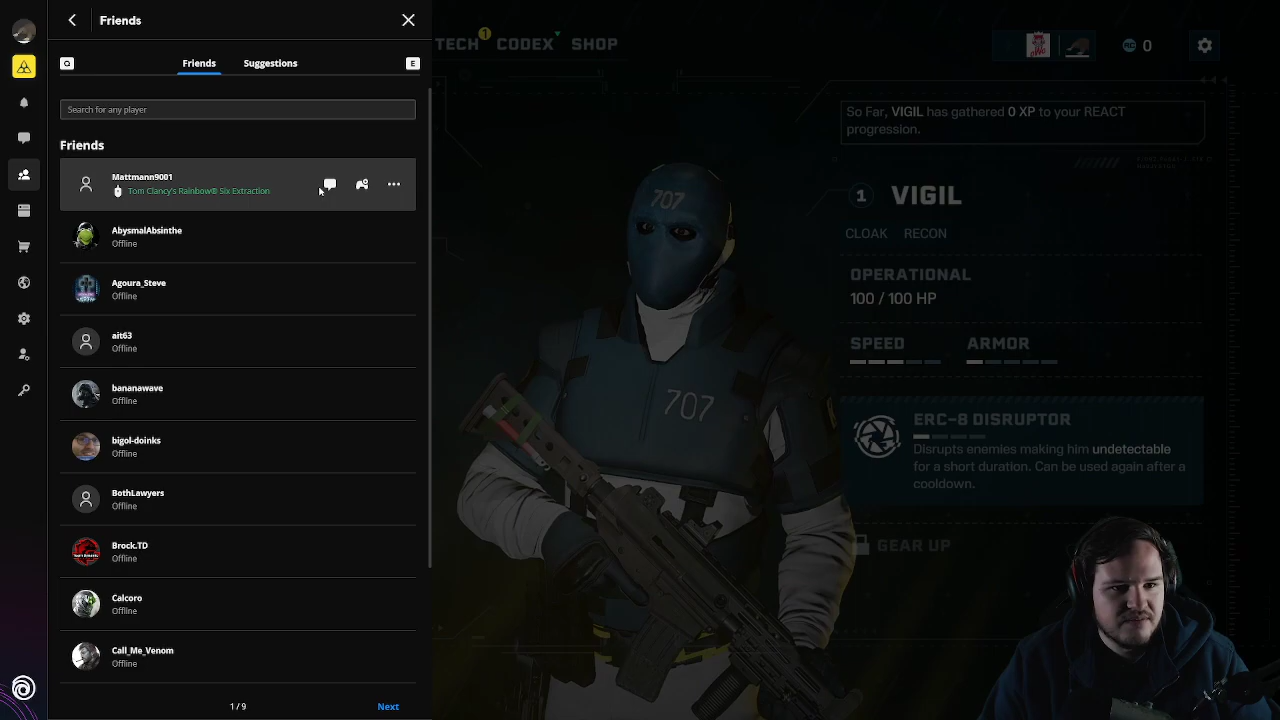 Friends
TECH 1 CODEX SHOP
0
Q
Friends
Suggestions
E
Search for any player
Friends
Mattmann9001
Tom Clancy's Rainbow® Six Extraction
AbysmalAbsinthe
Offline
Agoura_Steve
Offline
ait63
Offline
bananawave
Offline
bigol-doinks
Offline
BothLawyers
Offline
Brock.TD
Offline
Calcoro
Offline
Call_Me_Venom
Offline
1 / 9
Next
707
707
So Far, VIGIL has gathered 0 XP to your REACT
progression.
1 VIGIL
CLOAK RECON
OPERATIONAL
100 / 100 HP
SPEED ARMOR
ERC-8 DISRUPTOR
Disrupts enemies making him undetectable
for a short duration. Can be used again after a
cooldown.
GEAR UP